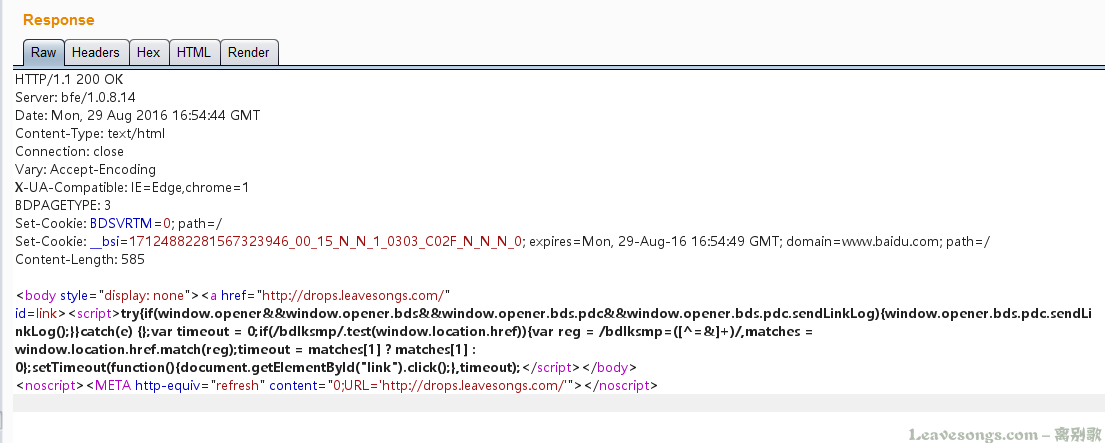 Response
Raw Headers Hex HTML Render
HTTP/1.1 200 OK
Server: bfe/1.0.8.14
Date: Mon, 29 Aug 2016 16:54:44 GMT
Content-Type: text/html
Connection: close
Vary: Accept-Encoding
X-UA-Compatible: IE=Edge,chrome=1
BDPAGETYPE: 3
Set-Cookie: BDSVRTM=0; path=/
Set-Cookie: __bsi=17124882281567323946_00_15_N_N_1_0303_C02F_N_N_N_0; expires=Mon, 29-Aug-16 16:54:49 GMT; domain=www.baidu.com; path=/
Content-Length: 585
<body style="display: none"><a href="http://drops.leavesongs.com/"
id=link><script>try{if(window.opener&&window.opener.bds&&window.opener.bds.pdc&&window.opener.bds.pdc.sendLinkLog){window.opener.bds.pdc.sendLi
nkLog();}}catch(e) {};var timeout = 0;if(/bdlksmp/.test(window.location.href)){var reg = /bdlksmp=([^=&]+)/,matches =
window.location.href.match(reg);timeout = matches[1] ? matches[1] :
0};setTimeout(function(){document.getElementById("link").click();},timeout);</script></body>
<noscript><META http-equiv="refresh" content="0;URL='http://drops.leavesongs.com/'"></noscript>
Leavesongs.com – 离别歌